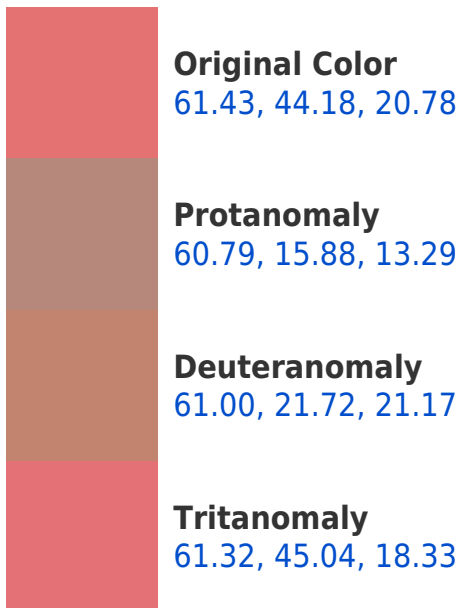 Original Color
61.43, 44.18, 20.78
Protanomaly
60.79, 15.88, 13.29
Deuteranomaly
61.00, 21.72, 21.17
Tritanomaly
61.32, 45.04, 18.33